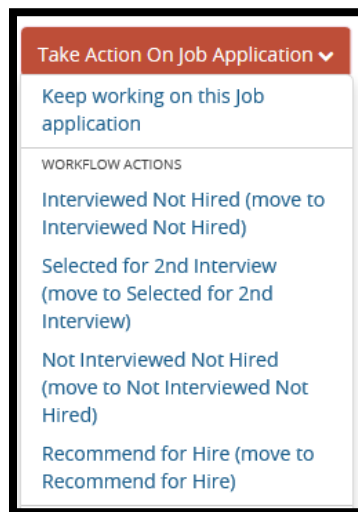 Take Action On Job Application
Keep working on this Job
application
WORKFLOW ACTIONS
Interviewed Not Hired (move to
Interviewed Not Hired)
Selected for 2nd Interview
(move to Selected for 2nd
Interview)
Not Interviewed Not Hired
(move to Not Interviewed Not
Hired)
Recommend for Hire (move to
Recommend for Hire)